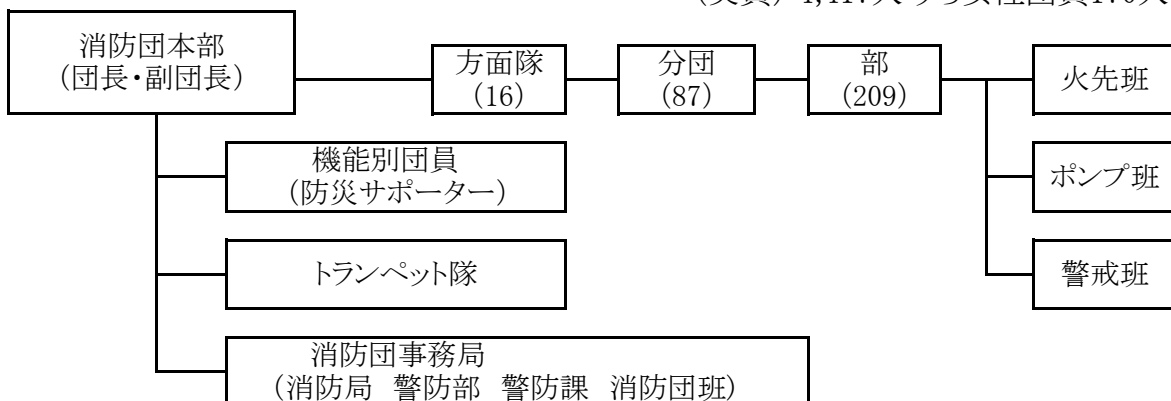 消防団本部
(団長・副団長)
方面隊
(16)
分団
(87)
部
(209)
火先班
機能別団員
(防災サポーター)
ポンプ班
トランペット隊
警戒班
消防団事務局
(消防局 警防部 警防課 消防団班)